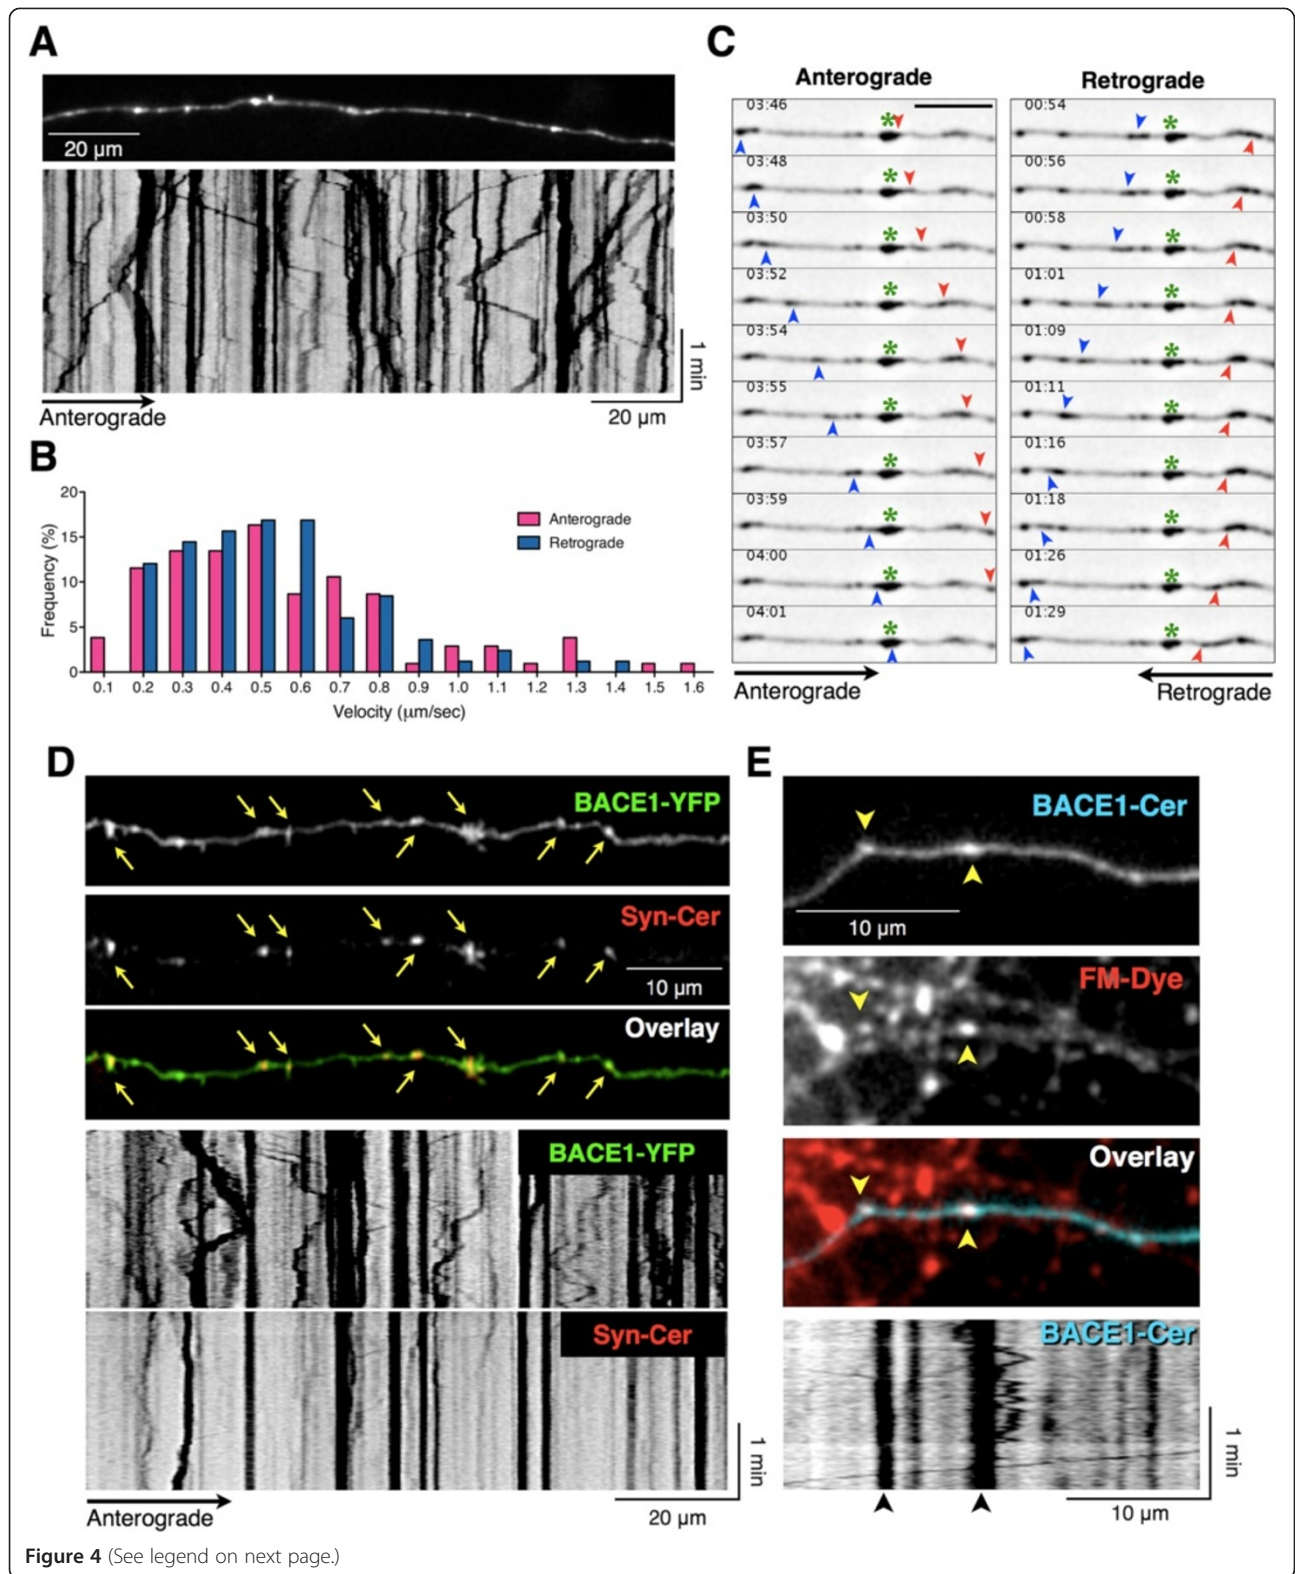 A
20 µm
1 min
Anterograde
20 µm
B
20
15
10
5
0
Frequency (%)
Anterograde
Retrograde
0.1 0.2 0.3 0.4 0.5 0.6 0.7 0.8 0.9 1.0 1.1 1.2 1.3 1.4 1.5 1.6
Velocity (µm/sec)
C
Anterograde
03:46
*
03:48
*
03:50
*
03:52
*
03:54
*
03:55
*
03:57
*
03:59
*
04:00
*
04:01
*
Anterograde
Retrograde
00:54
*
00:56
*
00:58
*
01:01
*
01:09
*
01:11
*
01:16
*
01:18
*
01:26
*
01:29
*
Retrograde
D
BACE1-YFP
Syn-Cer
10 µm
Overlay
BACE1-YFP
Syn-Cer
1 min
Anterograde
20 µm
E
BACE1-Cer
10 µm
FM-Dye
Overlay
BACE1-Cer
1 min
10 µm
Figure 4 (See legend on next page.)